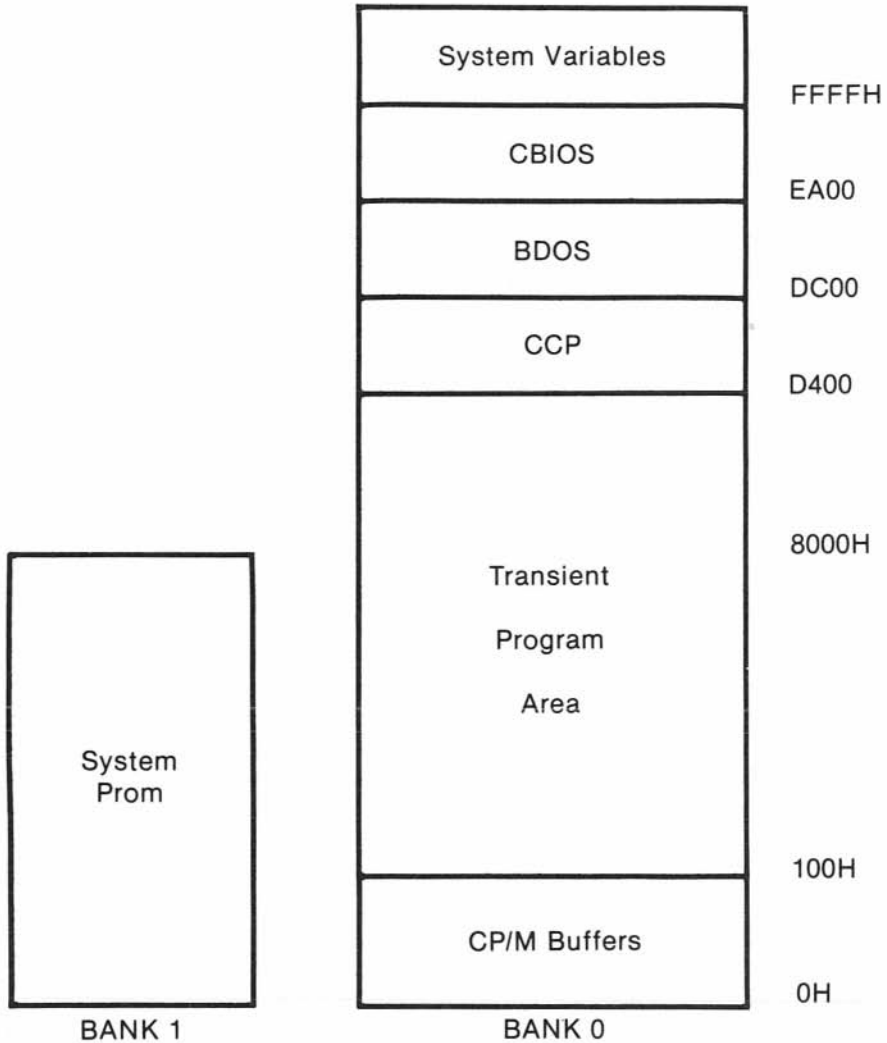 System Variables
FFFFH
CBIOS
EA00
BDOS
DC00
CCP
D400
8000H
Transient
Program
Area
System
Prom
100H
CP/M Buffers
0H
BANK 1
BANK 0